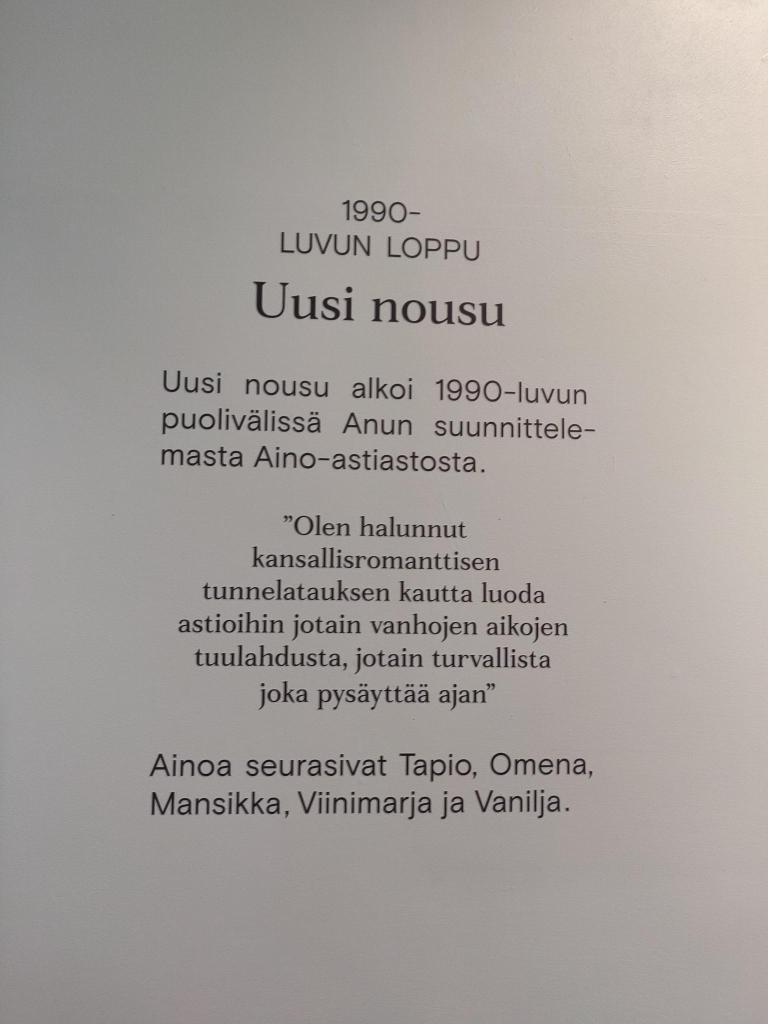 1990-
LUVUN LOPPU
Uusi nousu
Uusi nousu alkoi 1990-luvun
puolivälissä Anun suunnittele-
masta Aino-astiastosta.
”Olen halunnut
kansallisromanttisen
tunnelatauksen kautta luoda
astioihin jotain vanhojen aikojen
tuulahdusta, jotain turvallista
joka pysäyttää ajan”
Ainoa seurasivat Tapio, Omena,
Mansikka, Viinimarja ja Vanilja.